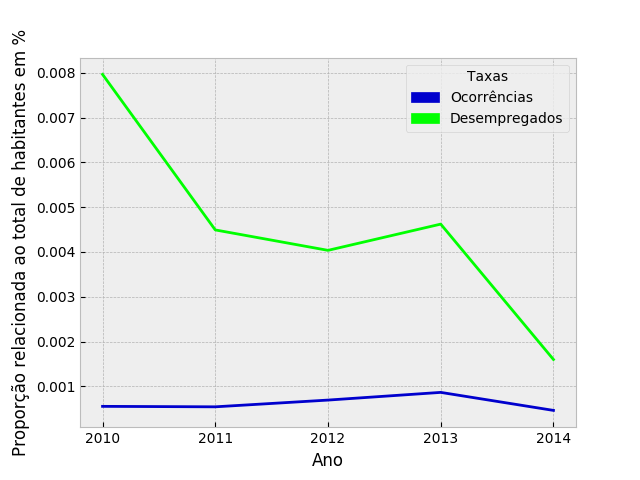 Proporção relacionada ao total de habitantes em %
0.008
0.007
0.006
0.005
0.004
0.003
0.002
0.001
Taxas
Ocorrências
Desempregados
2010 2011 2012 2013 2014
Ano